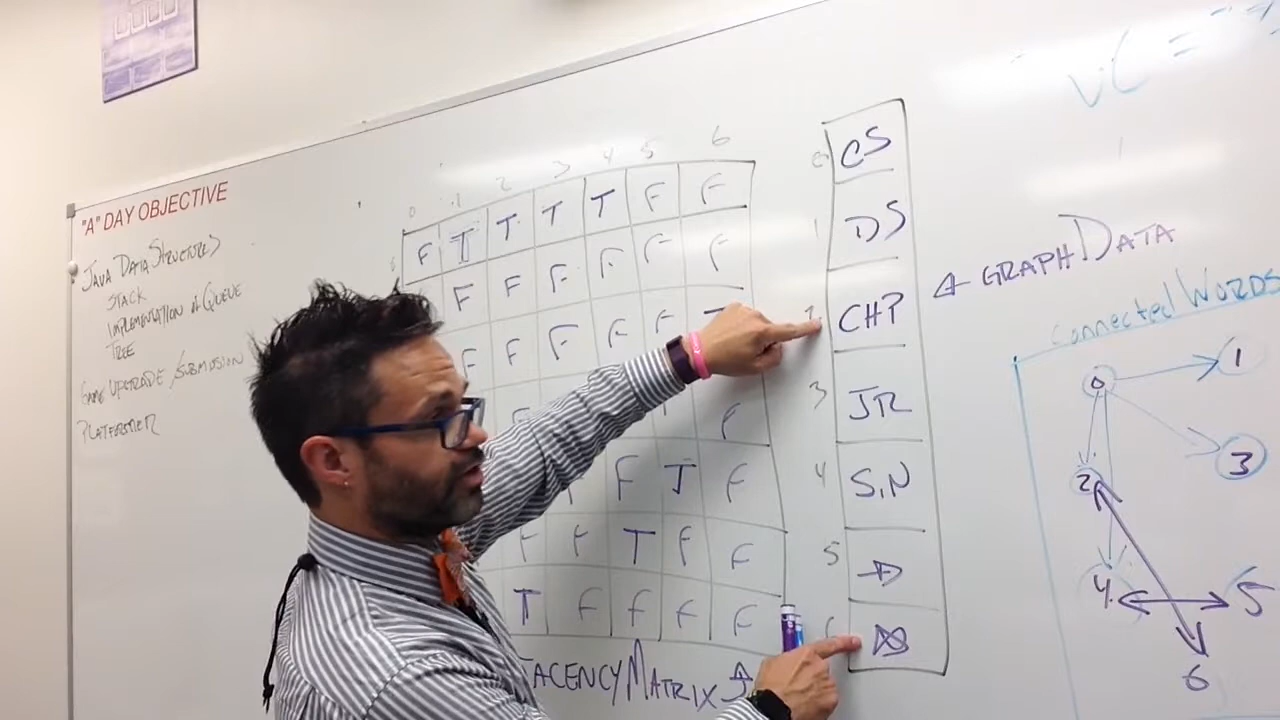 "A" DAY OBJECTIVE
JAVA DATA STRUCTURES
STACK
IMPLEMENTATION OF QUEUE
TREE
GAME UPGRADE / SUBMISSION
PLATFORMER
0 1 2 3 4 5 6
F T T T T F F
F F F F F F
F F F F F
F
F T F
F F T F F
T F F F F
ACENCY MATRIX
0 CS
1 DS
2 CHP
3 JR
4 S.N
5
6
GRAPH DATA
CONNECTED WORDS
0 1
3
2
4 5
6